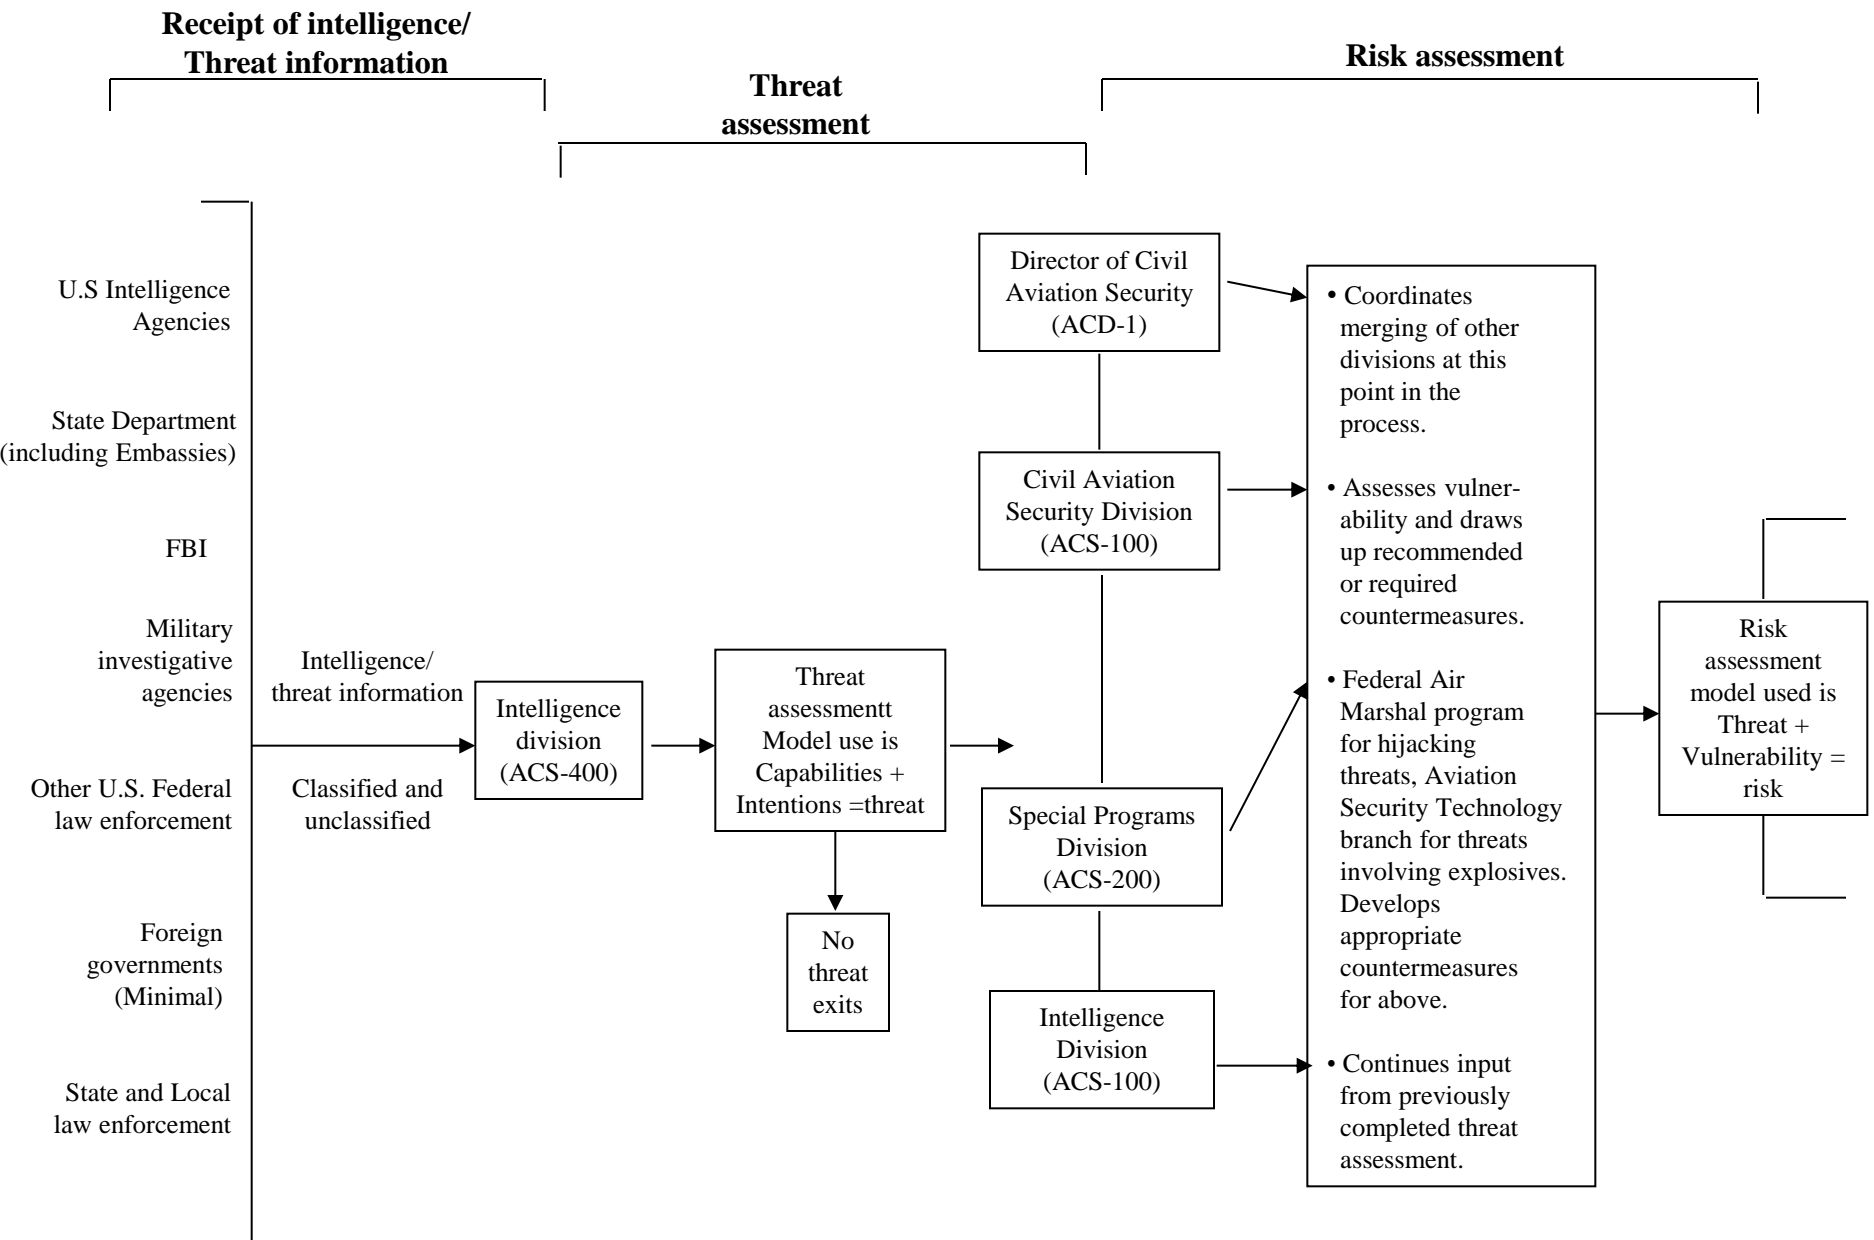 Receipt of intelligence/
Threat information
Threat
assessment
Risk assessment
U.S Intelligence
Agencies
State Department
(including Embassies)
FBI
Military
investigative
agencies
Other U.S. Federal
law enforcement
Foreign
governments
(Minimal)
State and Local
law enforcement
Intelligence/
threat information
Classified and
unclassified
Intelligence
division
(ACS-400)
Threat
assessmentt
Model use is
Capabilities +
Intentions =threat
No
threat
exits
Director of Civil
Aviation Security
(ACD-1)
Civil Aviation
Security Division
(ACS-100)
Special Programs
Division
(ACS-200)
Intelligence
Division
(ACS-100)
• Coordinates
merging of other
divisions at this
point in the
process.
• Assesses vulner-
ability and draws
up recommended
or required
countermeasures.
• Federal Air
Marshal program
for hijacking
threats, Aviation
Security Technology
branch for threats
involving explosives.
Develops
appropriate
countermeasures
for above.
• Continues input
from previously
completed threat
assessment.
Risk
assessment
model used is
Threat +
Vulnerability =
risk